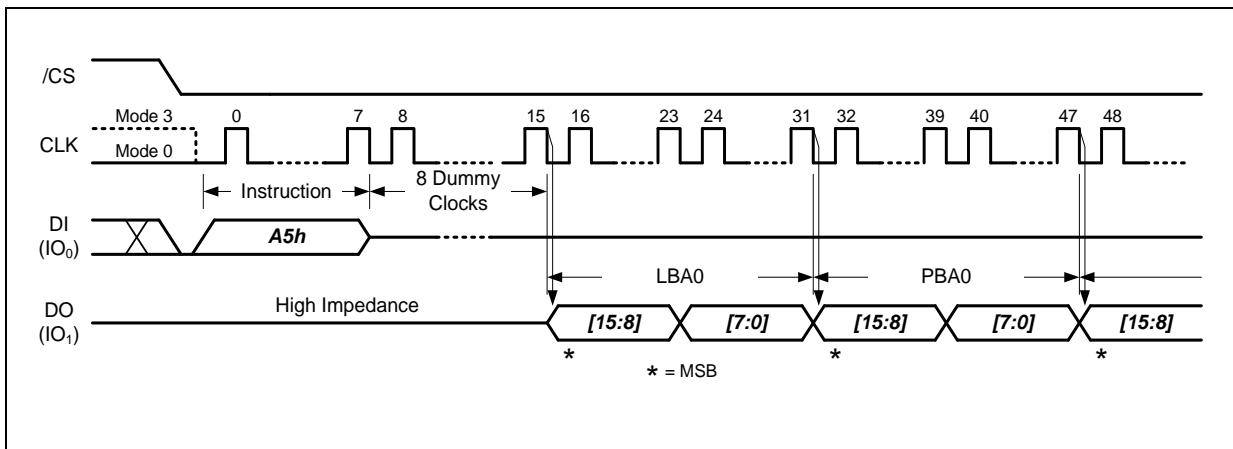 /CS
Mode 3 0 7 8 15 16 23 24 31 32 39 40 47 48
CLK
Mode 0
Instruction
8 Dummy
Clocks
DI
(IO₀)
A5h
LBA0 PBA0
DO
(IO₁)
High Impedance
[15:8] [7:0] [15:8] [7:0] [15:8]
* * *
* = MSB